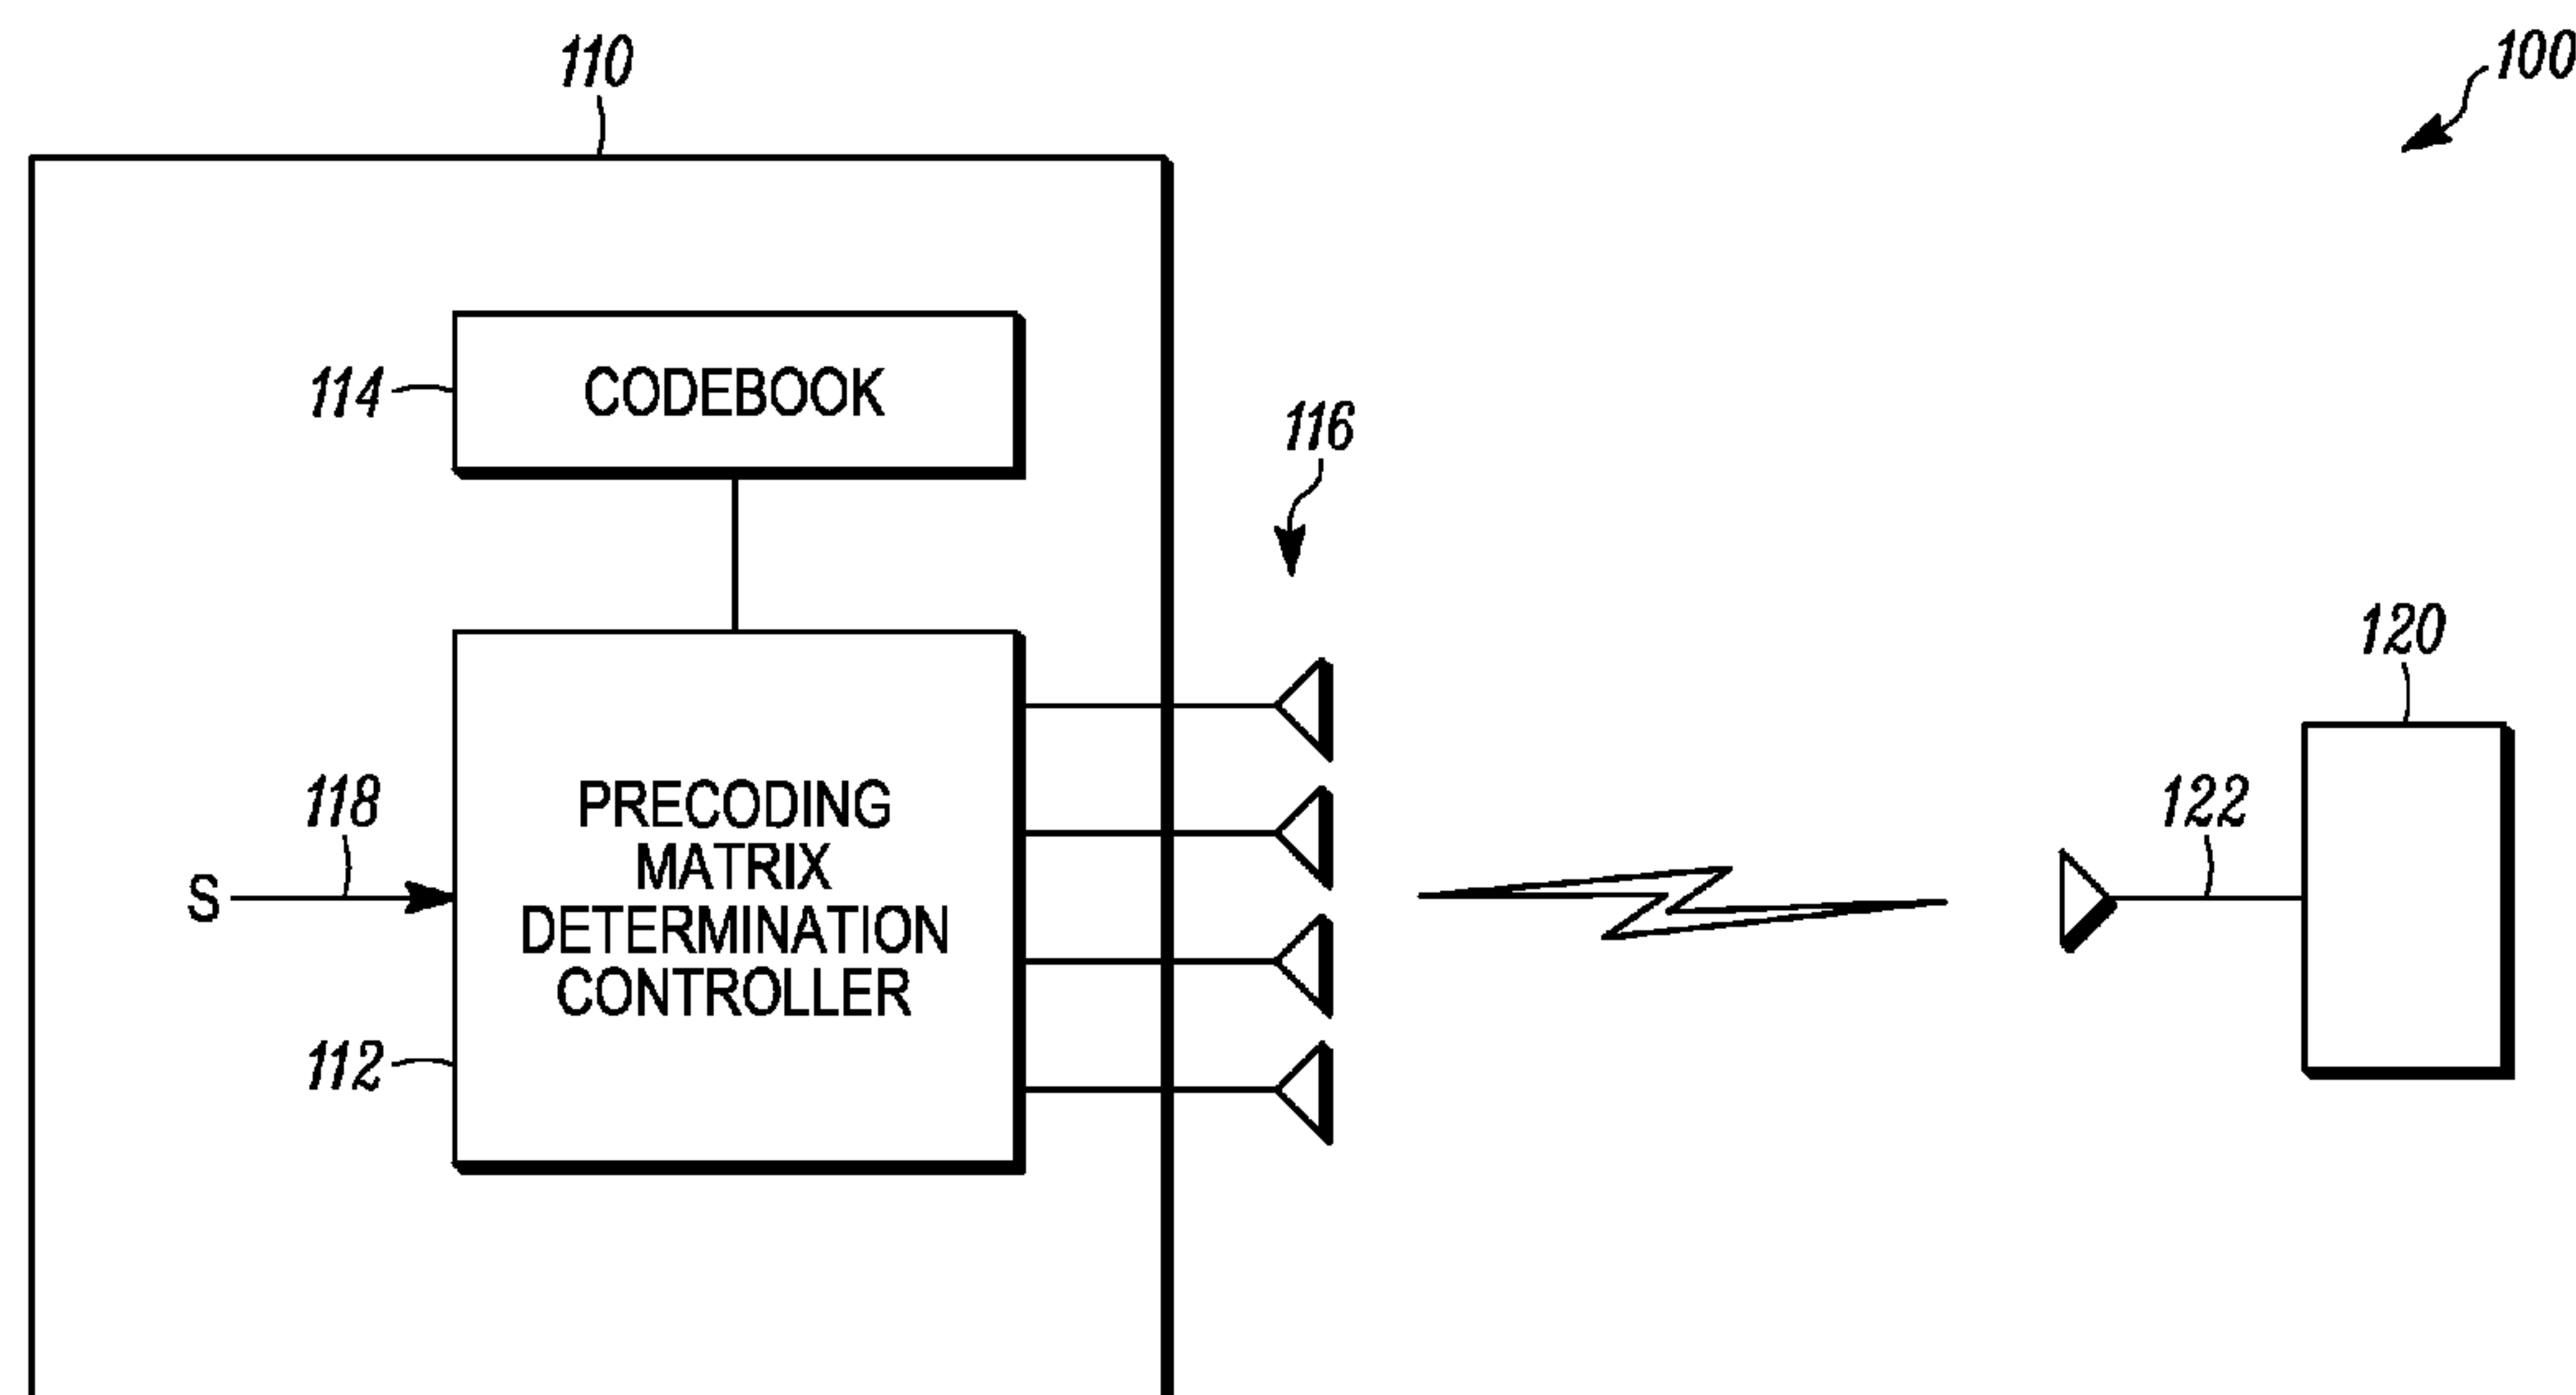 110
100
114
CODEBOOK
116
120
118
122
S
PRECODING
MATRIX
DETERMINATION
CONTROLLER
112